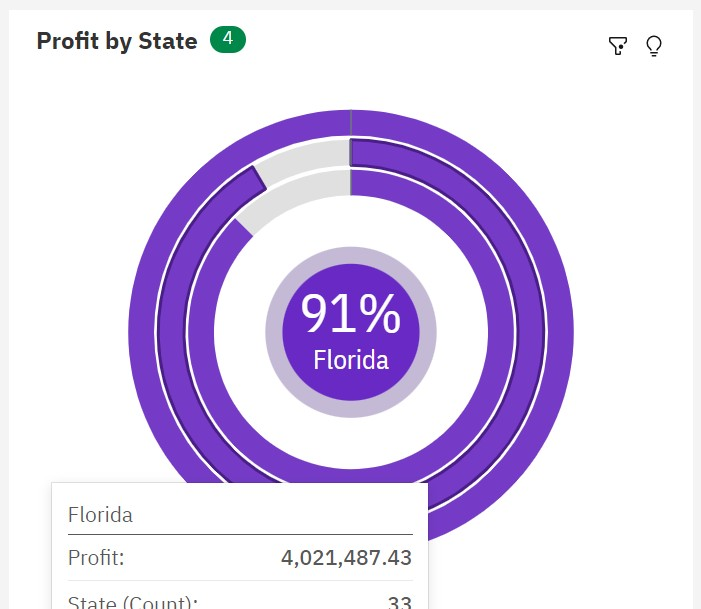 Profit by State 4
91%
Florida
Florida
Profit: 4,021,487.43
State (Count): 33